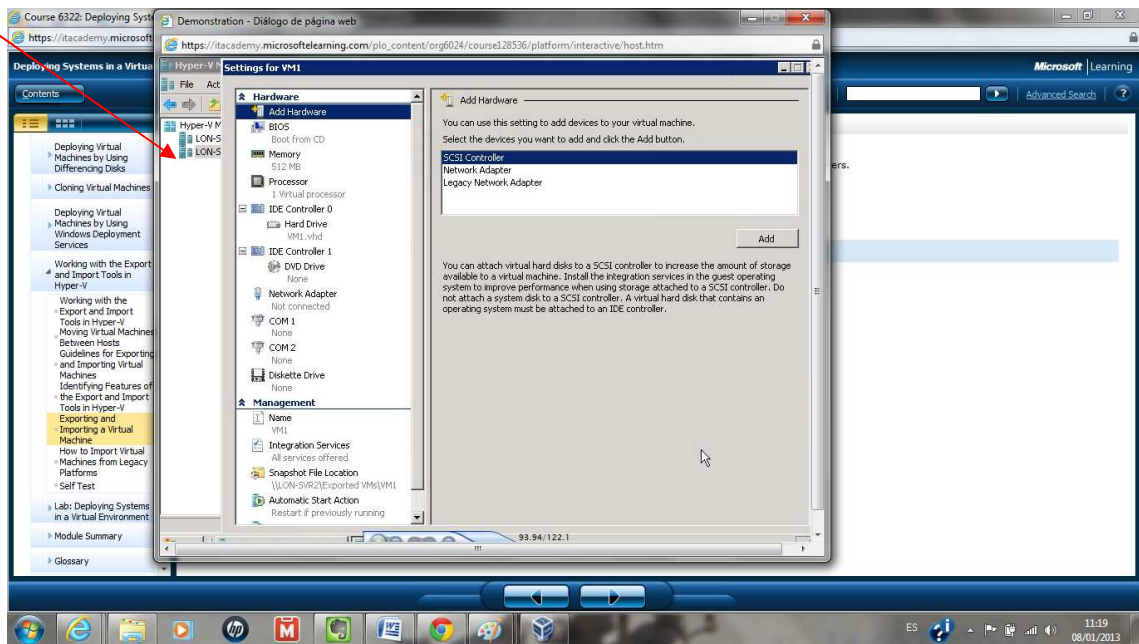 Course 6322: Deploying Syst
https://itacademy.microsoft
Demonstration - Diálogo de página web
https://itacademy.microsoftelearning.com/plo_content/org6024/course128536/platform/interactive/host.htm
Deploying Systems in a Virtua
Microsoft | Learning
Contents
Advanced Search
?
Deploying Virtual
Machines by Using
Differencing Disks
Cloning Virtual Machines
Deploying Virtual
Machines by Using
Windows Deployment
Services
Working with the Export
and Import Tools in
Hyper-V
Working with the
Export and Import
Tools in Hyper-V
Moving Virtual Machines
Between Hosts
Guidelines for Exporting
and Importing Virtual
Machines
Identifying Features of
the Export and Import
Tools in Hyper-V
Exporting and
Importing a Virtual
Machine
How to Import Virtual
Machines from Legacy
Platforms
Self Test
Lab: Deploying Systems
in a Virtual Environment
Module Summary
Glossary
Hyper-V M
File Act
Hyper-V M
LON-S
LON-S
Settings for VM1
Hardware
Add Hardware
BIOS
Boot from CD
Memory
512 MB
Processor
1 Virtual processor
IDE Controller 0
Hard Drive
VM1.vhd
IDE Controller 1
DVD Drive
None
Network Adapter
Not connected
COM 1
None
COM 2
None
Diskette Drive
None
Management
Name
VM1
Integration Services
All services offered
Snapshot File Location
\\LON-SVR2\Exported VMs\VM1
Automatic Start Action
Restart if previously running
Add Hardware
You can use this setting to add devices to your virtual machine.
Select the devices you want to add and click the Add button.
SCSI Controller
Network Adapter
Legacy Network Adapter
Add
You can attach virtual hard disks to a SCSI controller to increase the amount of storage
available to a virtual machine. Install the integration services in the guest operating
system to improve performance when using storage attached to a SCSI controller. Do
not attach a system disk to a SCSI controller. A virtual hard disk that contains an
operating system must be attached to an IDE controller.
ers.
93.94/122.1
ES
11:19
08/01/2013